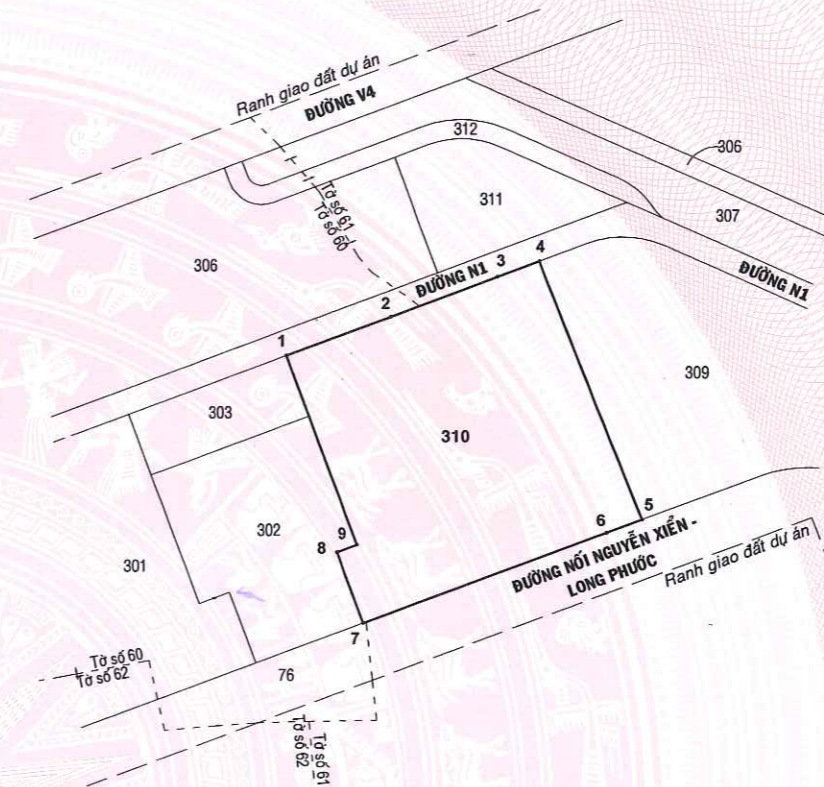 Ranh giao đất dự án
ĐƯỜNG V4
312
306
311
307
Tờ số 61
Tờ số 60
306
ĐƯỜNG N1
3
4
ĐƯỜNG N1
2
1
309
303
310
302
9
8
301
5
6
ĐƯỜNG NỐI NGUYỄN XIỂN -
LONG PHƯỚC
Ranh giao đất dự án
7
Tờ số 60
Tờ số 62
76
Tờ số 61
Tờ số 62